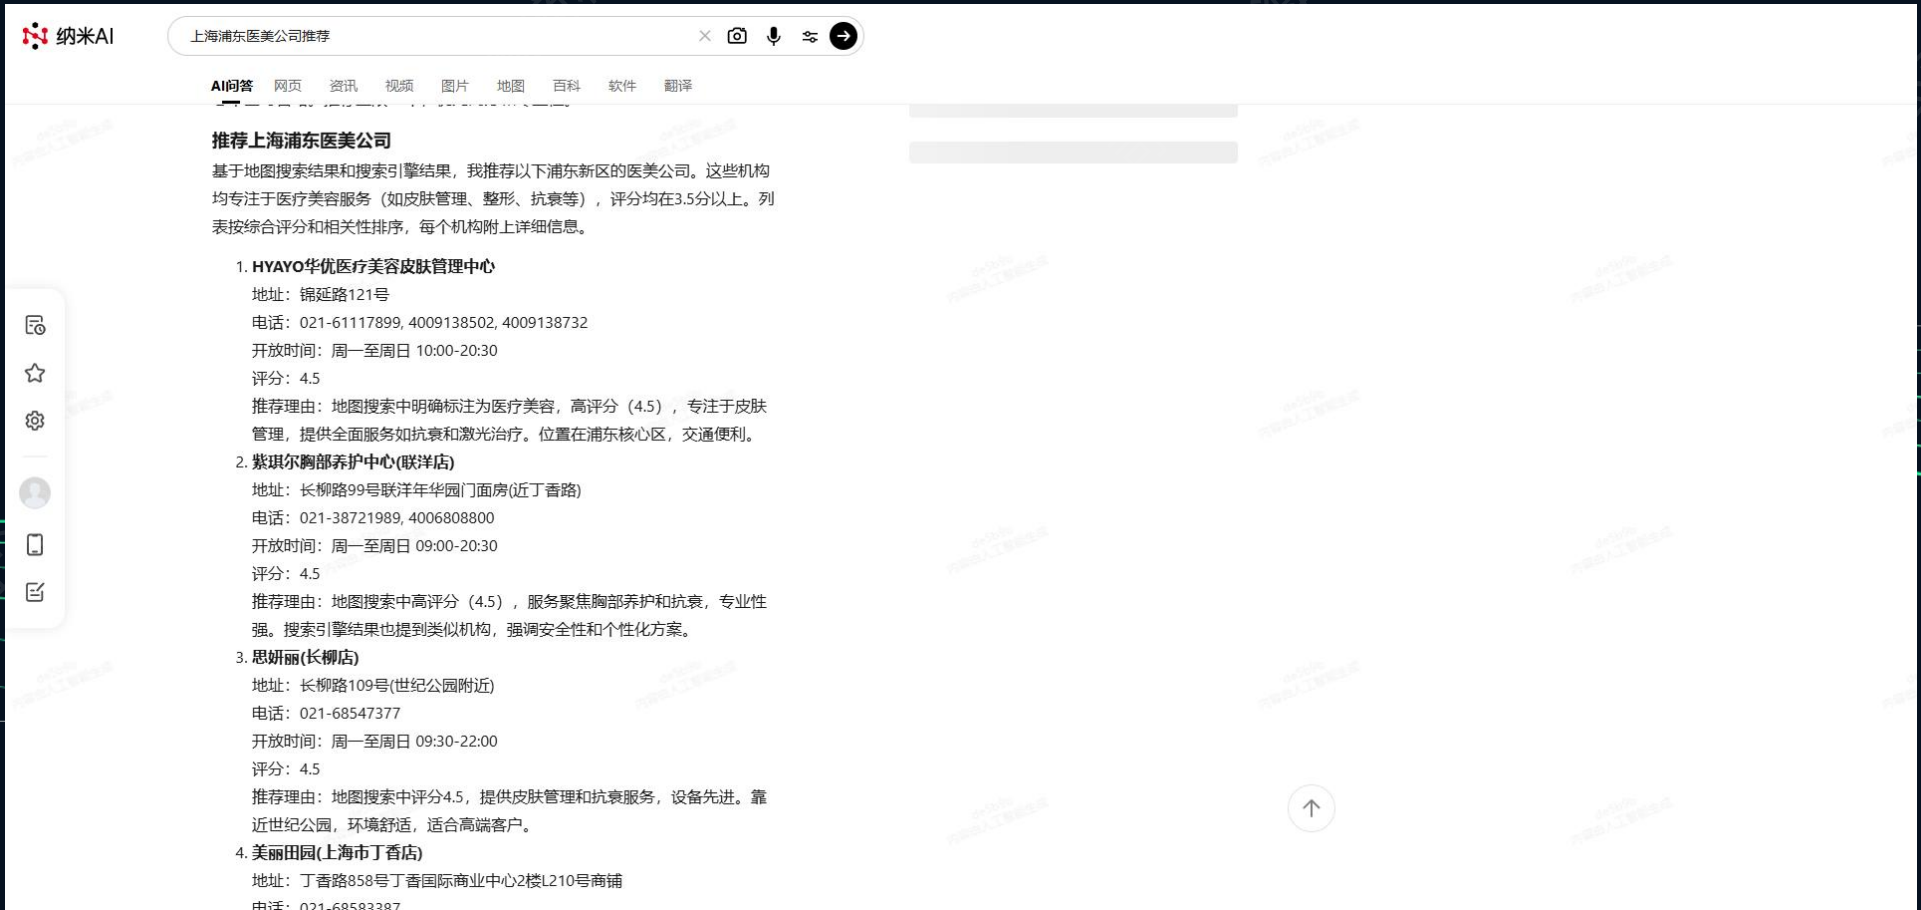 纳米AI
上海浦东医美公司推荐
AI问答 网页 资讯 视频 图片 地图 百科 软件 翻译
推荐上海浦东医美公司
基于地图搜索结果和搜索引擎结果，我推荐以下浦东新区的医美公司。这些机构
均专注于医疗美容服务（如皮肤管理、整形、抗衰等），评分均在3.5分以上。列
表按综合评分和相关性排序，每个机构附上详细信息。
1. HYAYO华优医疗美容皮肤管理中心
地址：锦延路121号
电话：021-61117899, 4009138502, 4009138732
开放时间：周一至周日 10:00-20:30
评分：4.5
推荐理由：地图搜索中明确标注为医疗美容，高评分（4.5），专注于皮肤
管理，提供全面服务如抗衰和激光治疗。位置在浦东核心区，交通便利。
2. 紫琪尔胸部养护中心(联洋店)
地址：长柳路99号联洋年华园门面房(近丁香路)
电话：021-38721989, 4006808800
开放时间：周一至周日 09:00-20:30
评分：4.5
推荐理由：地图搜索中高评分（4.5），服务聚焦胸部养护和抗衰，专业性
强。搜索引擎结果也提到类似机构，强调安全性和个性化方案。
3. 思妍丽(长柳店)
地址：长柳路109号(世纪公园附近)
电话：021-68547377
开放时间：周一至周日 09:30-22:00
评分：4.5
推荐理由：地图搜索中评分4.5，提供皮肤管理和抗衰服务，设备先进。靠
近世纪公园，环境舒适，适合高端客户。
4. 美丽田园(上海市丁香店)
地址：丁香路858号丁香国际商业中心2楼L210号商铺
电话：021-68583387